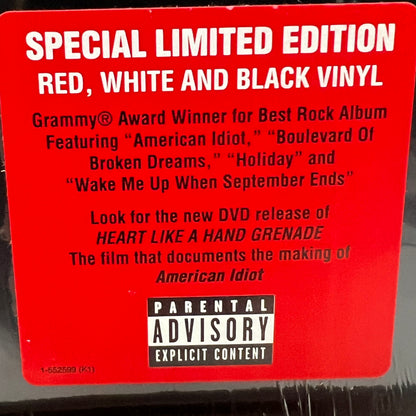 SPECIAL LIMITED EDITION
RED, WHITE AND BLACK VINYL
Grammy® Award Winner for Best Rock Album
Featuring “American Idiot,” “Boulevard Of
Broken Dreams,” “Holiday” and
“Wake Me Up When September Ends”
Look for the new DVD release of
HEART LIKE A HAND GRENADE
The film that documents the making of
American Idiot
PARENTAL
ADVISORY
EXPLICIT CONTENT
1-552599 (K1)